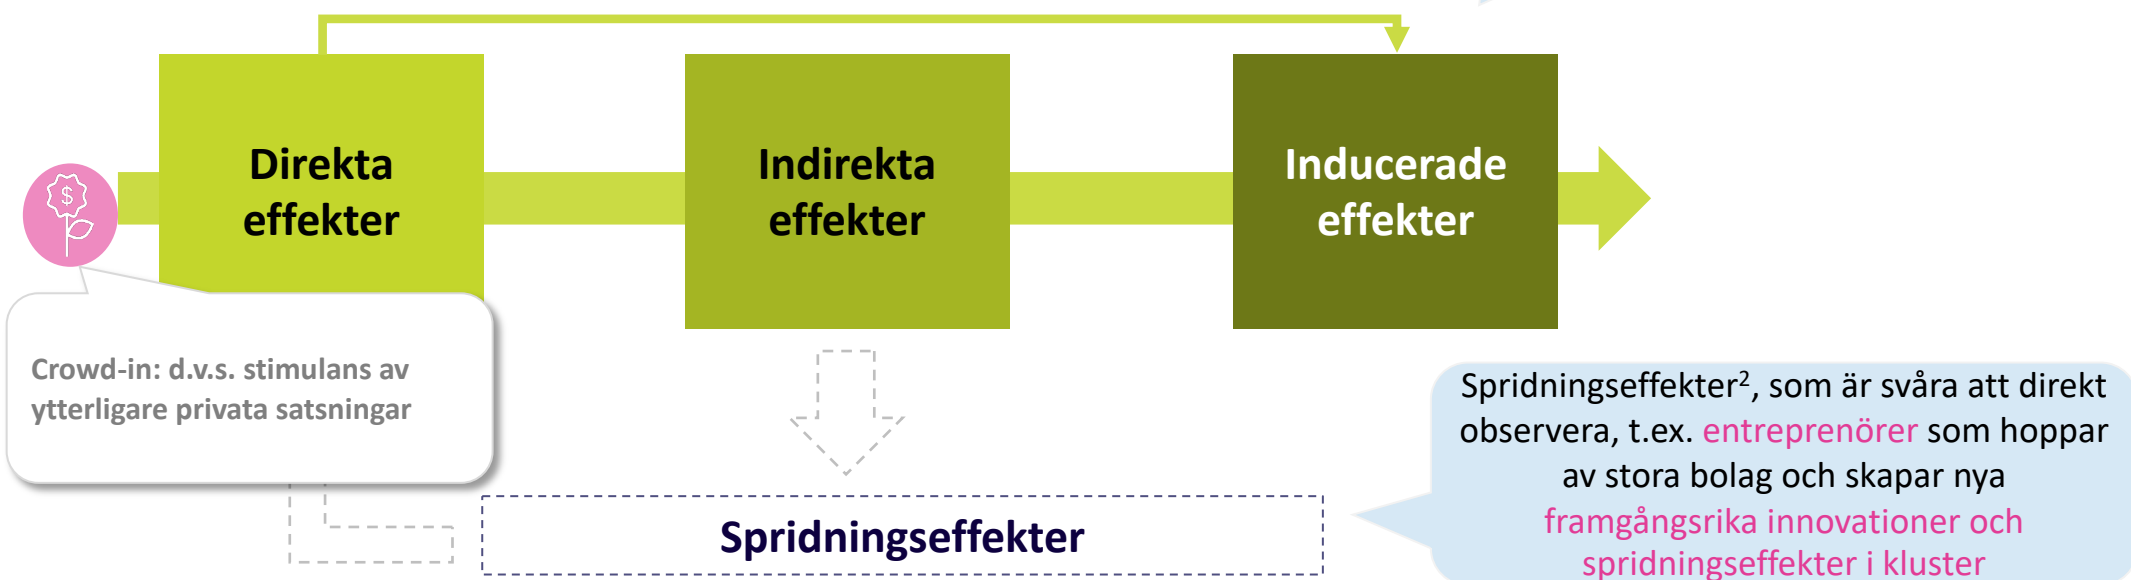 Direkta
effekter
Indirekta
effekter
Inducerade
effekter
$
Crowd-in: d.v.s. stimulans av
ytterligare privata satsningar
Spridningseffekter
Spridningseffekter², som är svåra att direkt
observera, t.ex. entreprenörer som hoppar
av stora bolag och skapar nya
framgångsrika innovationer och
spridningseffekter i kluster